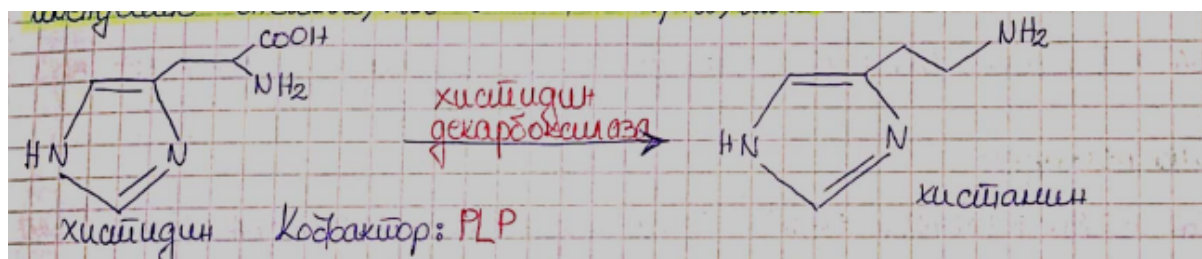 COOH
NH2
NH2
хистидин
декарбоксилаза
HN
N
HN
N
хистидин
Кофактор: PLP
хистамин